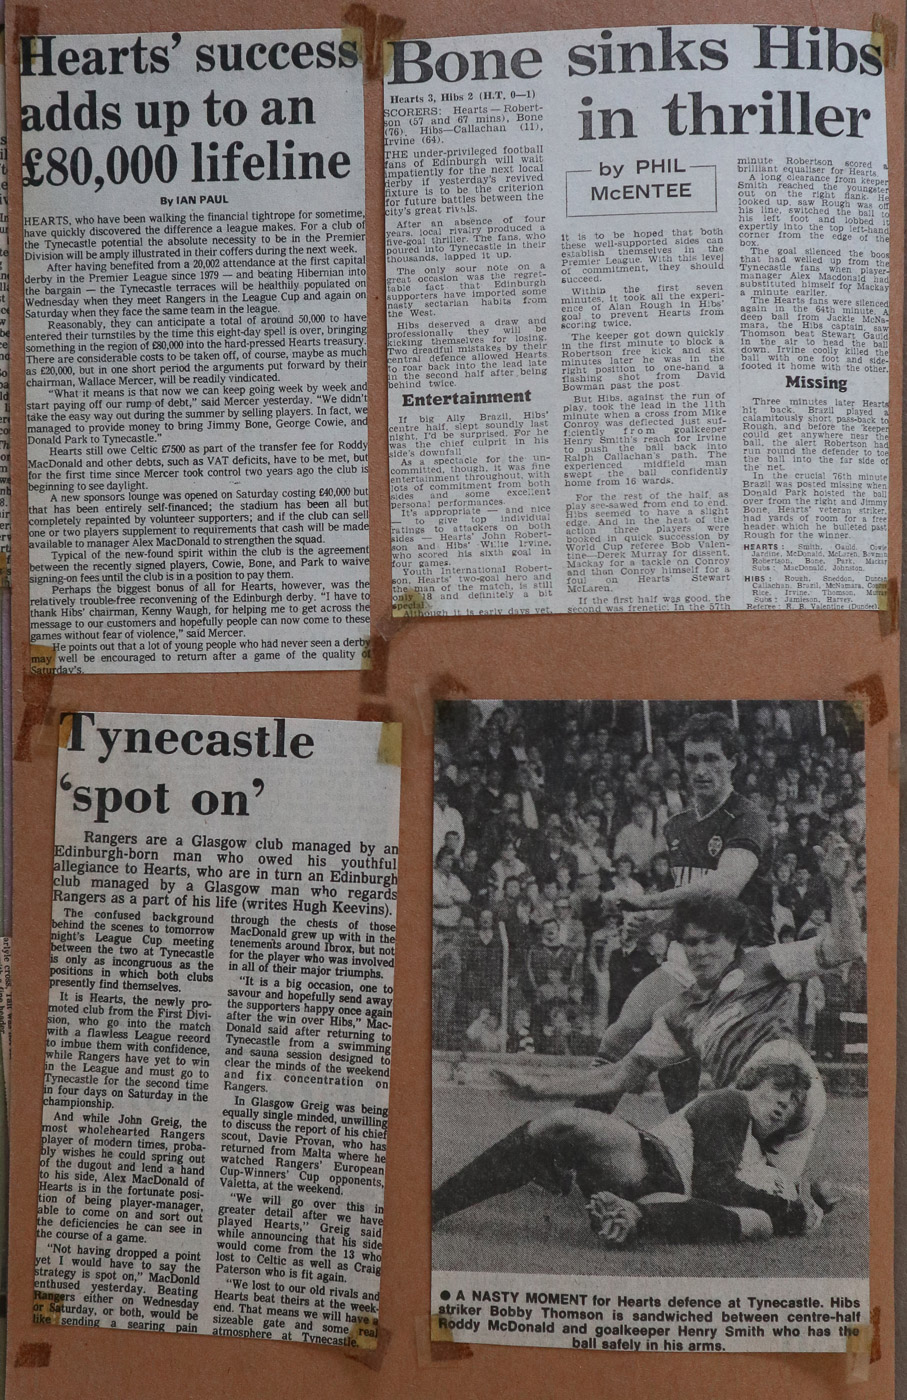 Hearts' success
adds up to an
£80,000 lifeline
By IAN PAUL
HEARTS, who have been walking the financial tightrope for sometime,
have quickly discovered the difference a league makes. For a club of
the Tynecastle potential the absolute necessity to be in the Premier
Division will be amply illustrated in their coffers during the next week.
After having benefited from a 20,002 attendance at the first capital
derby in the Premier League since 1979 — and beating Hibernian into
the bargain — the Tynecastle terraces will be healthily populated on
Wednesday when they meet Rangers in the League Cup and again on
Saturday when they face the same team in the league.
Reasonably, they can anticipate a total of around 50,000 to have
entered their turnstiles by the time this eight-day spell is over, bringing
something in the region of £80,000 into the hard-pressed Hearts treasury.
There are considerable costs to be taken off, of course, maybe as much
as £20,000, but in one short period the arguments put forward by their
chairman, Wallace Mercer, will be readily vindicated.
"What it means is that now we can keep going week by week and
start paying off our rump of debt," said Mercer yesterday. "We didn't
take the easy way out during the summer by selling players. In fact, we
managed to provide money to bring Jimmy Bone, George Cowie, and
Donald Park to Tynecastle."
Hearts still owe Celtic £7500 as part of the transfer fee for Roddy
MacDonald and other debts, such as VAT deficits, have to be met, but
for the first time since Mercer took control two years ago the club is
beginning to see daylight.
A new sponsors lounge was opened on Saturday costing £40,000 but
that has been entirely self-financed; the stadium has been all but
completely repainted by volunteer supporters; and if the club can sell
one or two players supplement to requirements that cash will be made
available to manager Alex MacDonald to strengthen the squad.
Typical of the new-found spirit within the club is the agreement
between the recently signed players, Cowie, Bone, and Park to waive
signing-on fees until the club is in a position to pay them.
Perhaps the biggest bonus of all for Hearts, however, was the
relatively trouble-free reconvening of the Edinburgh derby. "I have to
thank Hibs' chairman, Kenny Waugh, for helping me to get across the
message to our customers and hopefully people can now come to these
games without fear of violence," said Mercer.
He points out that a lot of young people who had never seen a derby
may well be encouraged to return after a game of the quality of
Saturday's.
Bone sinks Hibs
in thriller
by PHIL
McENTEE
Hearts 3, Hibs 2 (H.T, 0—1)
SCORERS: Hearts — Robert-
son (57 and 67 mins), Bone
(76). Hibs—Callachan (11),
Irvine (64).
THE under-privileged football
fans of Edinburgh will wait
impatiently for the next local
derby if yesterday's revived
fixture is to be the criterion
for future battles between the
city's great rivals.
After an absence of four
years, local rivalry produced a
five-goal thriller. The fans, who
poured into Tynecastle in their
thousands, lapped it up.
The only sour note on a
great occasion was the regret-
table fact that Edinburgh
supporters have imported some
nasty sectarian habits from
the West.
Hibs deserved a draw and
professionally they will be
kicking themselves for losing.
Two dreadful mistakes by their
central defence allowed Hearts
to roar back into the lead late
in the second half after being
behind twice.
Entertainment
If big Ally Brazil, Hibs'
centre half, slept soundly last
night, I'd be surprised. For he
was the chief culprit in his
side's downfall.
As a spectacle for the un-
committed, though, it was fine
entertainment throughout, with
lots of commitment from both
sides and some excellent
personal performances.
It's appropriate — and nice
— to give top individual
ratings to attackers on both
sides — Hearts' John Robert-
son and Hibs' Willie Irvine,
who scored his sixth goal in
four games.
Youth International Robert-
son, Hearts' two-goal hero and
the man of the match, is still
only 18 and definitely a bit
special.
Although it is early days yet,
it is to be hoped that both
these well-supported sides can
establish themselves in the
Premier League. With this level
of commitment, they should
succeed.
Within the first seven
minutes, it took all the experi-
ence of Alan Rough in Hibs'
goal to prevent Hearts from
scoring twice.
The keeper got down quickly
in the first minute to block a
Robertson free kick and six
minutes later he was in the
right position to one-hand a
flashing shot from David
Bowman past the post.
But Hibs, against the run of
play, took the lead in the 11th
minute when a cross from Mike
Conroy was deflected just suf-
ficiently from goalkeeper
Henry Smith's reach for Irvine
to push the ball back into
Ralph Callachan's path. The
experienced midfield man
swept the ball confidently
home from 16 yards.
For the rest of the half,
play see-sawed from end to end.
Hibs seemed to have a slight
edge. And in the heat of the
action three players were
booked in quick succession by
World Cup referee Bob Valen-
tine—Derek Murray for dissent,
Mackay for a tackle on Conroy
and then Conroy himself for a
foul on Hearts' Stewart
McLaren.
If the first half was good, the
second was frenetic. In the 57th
minute Robertson scored a
brilliant equaliser for Hearts.
A long clearance from keeper
Smith reached the youngster
out on the right flank. He
looked up, saw Rough was off
his line, switched the ball to
his left foot and lobbed it
expertly into the top left-hand
corner from the edge of the
box.
The goal silenced the boos
that had welled up from the
Tynecastle fans when player-
manager Alex Macdonald had
substituted himself for Mackay
a minute earlier.
The Hearts fans were silenced
again in the 64th minute. A
deep ball from Jackie McNa-
mara, the Hibs captain, saw
Thomson beat Stewart Gauld
in the air to head the ball
down. Irvine coolly killed the
ball with one foot and side-
footed it home with the other.
Missing
Three minutes later, Hearts
hit back. Brazil played a
calamitously short pass-back to
Rough, and before the keeper
could get anywhere near the
ball, the alert Robertson had
run round the defender to toe
the ball into the far side of
the net.
In the crucial 76th minute
Brazil was posted missing when
Donald Park hoisted the ball
over from the right and Jimmy
Bone, Hearts' veteran striker,
had yards of room for a free
header which he bulleted past
Rough for the winner.
HEARTS: Smith, Gauld, Cowie,
Jardine, McDonald, McLaren, Bowman,
Robertson, Bone, Park, Mackay.
Subs: MacDonald, Johnston.
HIBS: Rough, Sneddon, Duncan,
Callachan, Brazil, McNamara, Conroy,
Rice, Irvine, Thomson, Murray.
Subs: Jamieson, Harvey.
Referee: R. B. Valentine (Dundee).
Tynecastle
'spot on'
Rangers are a Glasgow club managed by an
Edinburgh-born man who owed his youthful
allegiance to Hearts, who are in turn an Edinburgh
club managed by a Glasgow man who regards
Rangers as a part of his life (writes Hugh Keevins).
The confused background
behind the scenes to tomorrow
night's League Cup meeting
between the two at Tynecastle
is only as incongruous as the
positions in which both clubs
presently find themselves.
It is Hearts, the newly pro-
moted club from the First Divi-
sion, who go into the match
with a flawless League record
to imbue them with confidence,
while Rangers have yet to win
in the League and must go to
Tynecastle for the second time
in four days on Saturday in the
championship.
And while John Greig, the
most wholehearted Rangers
player of modern times, proba-
bly wishes he could spring out
of the dugout and lend a hand
to his side, Alex MacDonald of
Hearts is in the fortunate posi-
tion of being player-manager,
able to come on and sort out
the deficiencies he can see in
the course of a game.
"Not having dropped a point
yet I would have to say the
strategy is spot on," MacDonld
enthused yesterday. Beating
Rangers either on Wednesday
or Saturday, or both, would be
like sending a searing pain
through the chests of those
MacDonald grew up with in the
tenements around Ibrox, but not
for the player who was involved
in all of their major triumphs.
"It is a big occasion, one to
savour and hopefully send away
the supporters happy once again
after the win over Hibs," Mac-
Donald said after returning to
Tynecastle from a swimming
and sauna session designed to
clear the minds of the weekend
and fix concentration on
Rangers.
In Glasgow Greig was being
equally single minded, unwilling
to discuss the report of his chief
scout, Davie Provan, who has
returned from Malta where he
watched Rangers' European
Cup-Winners' Cup opponents,
Valetta, at the weekend.
"We will go over this in
greater detail after we have
played Hearts," Greig said
while announcing that his side
would come from the 13 who
lost to Celtic as well as Craig
Paterson who is fit again.
"We lost to our old rivals and
Hearts beat theirs at the week-
end. That means we will have a
sizeable gate and some real
atmosphere at Tynecastle.
● A NASTY MOMENT for Hearts defence at Tynecastle. Hibs
striker Bobby Thomson is sandwiched between centre-half
Roddy McDonald and goalkeeper Henry Smith who has the
ball safely in his arms.